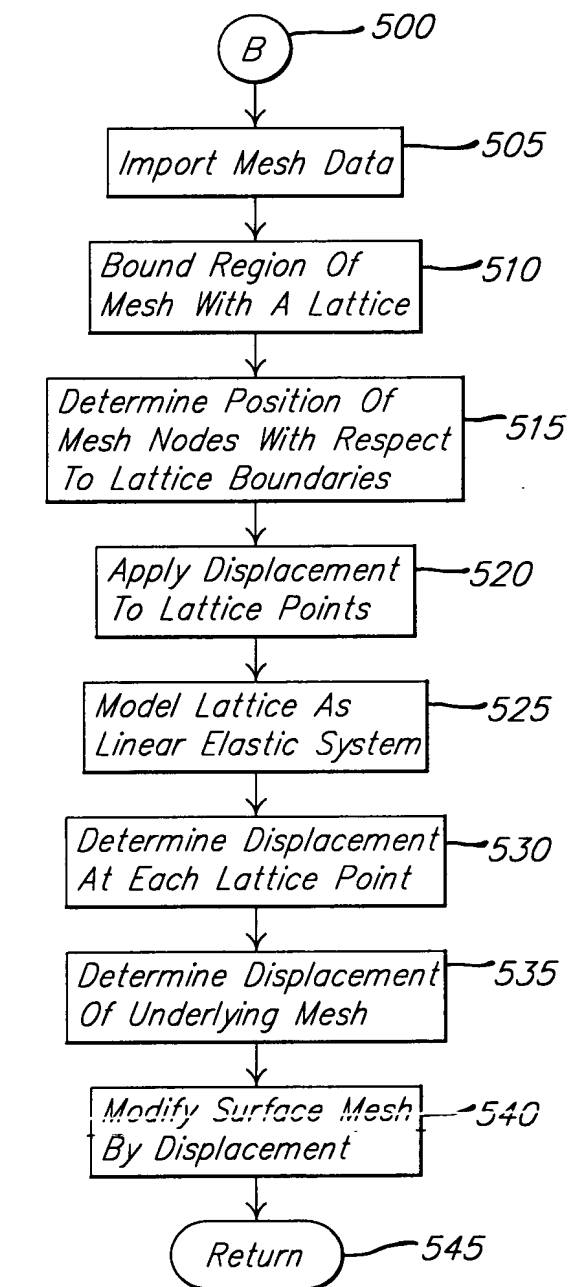 B
500
Import Mesh Data
505
Bound Region Of
Mesh With A Lattice
510
Determine Position Of
Mesh Nodes With Respect
To Lattice Boundaries
515
Apply Displacement
To Lattice Points
520
Model Lattice As
Linear Elastic System
525
Determine Displacement
At Each Lattice Point
530
Determine Displacement
Of Underlying Mesh
535
Modify Surface Mesh
By Displacement
540
Return
545